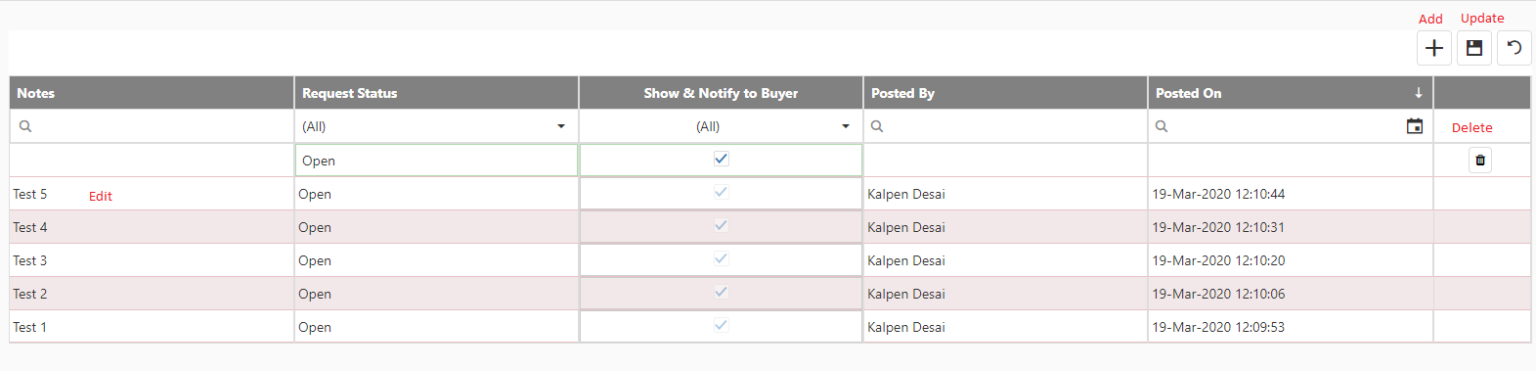 Add Update
Notes Request Status Show & Notify to Buyer Posted By Posted On
(All) (All) Delete
Open
Test 5 Edit Open Kalpen Desai 19-Mar-2020 12:10:44
Test 4 Open Kalpen Desai 19-Mar-2020 12:10:31
Test 3 Open Kalpen Desai 19-Mar-2020 12:10:20
Test 2 Open Kalpen Desai 19-Mar-2020 12:10:06
Test 1 Open Kalpen Desai 19-Mar-2020 12:09:53